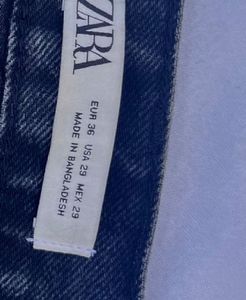 ZARA
EUR 36 USA 29 MEX 29
MADE IN BANGLADESH